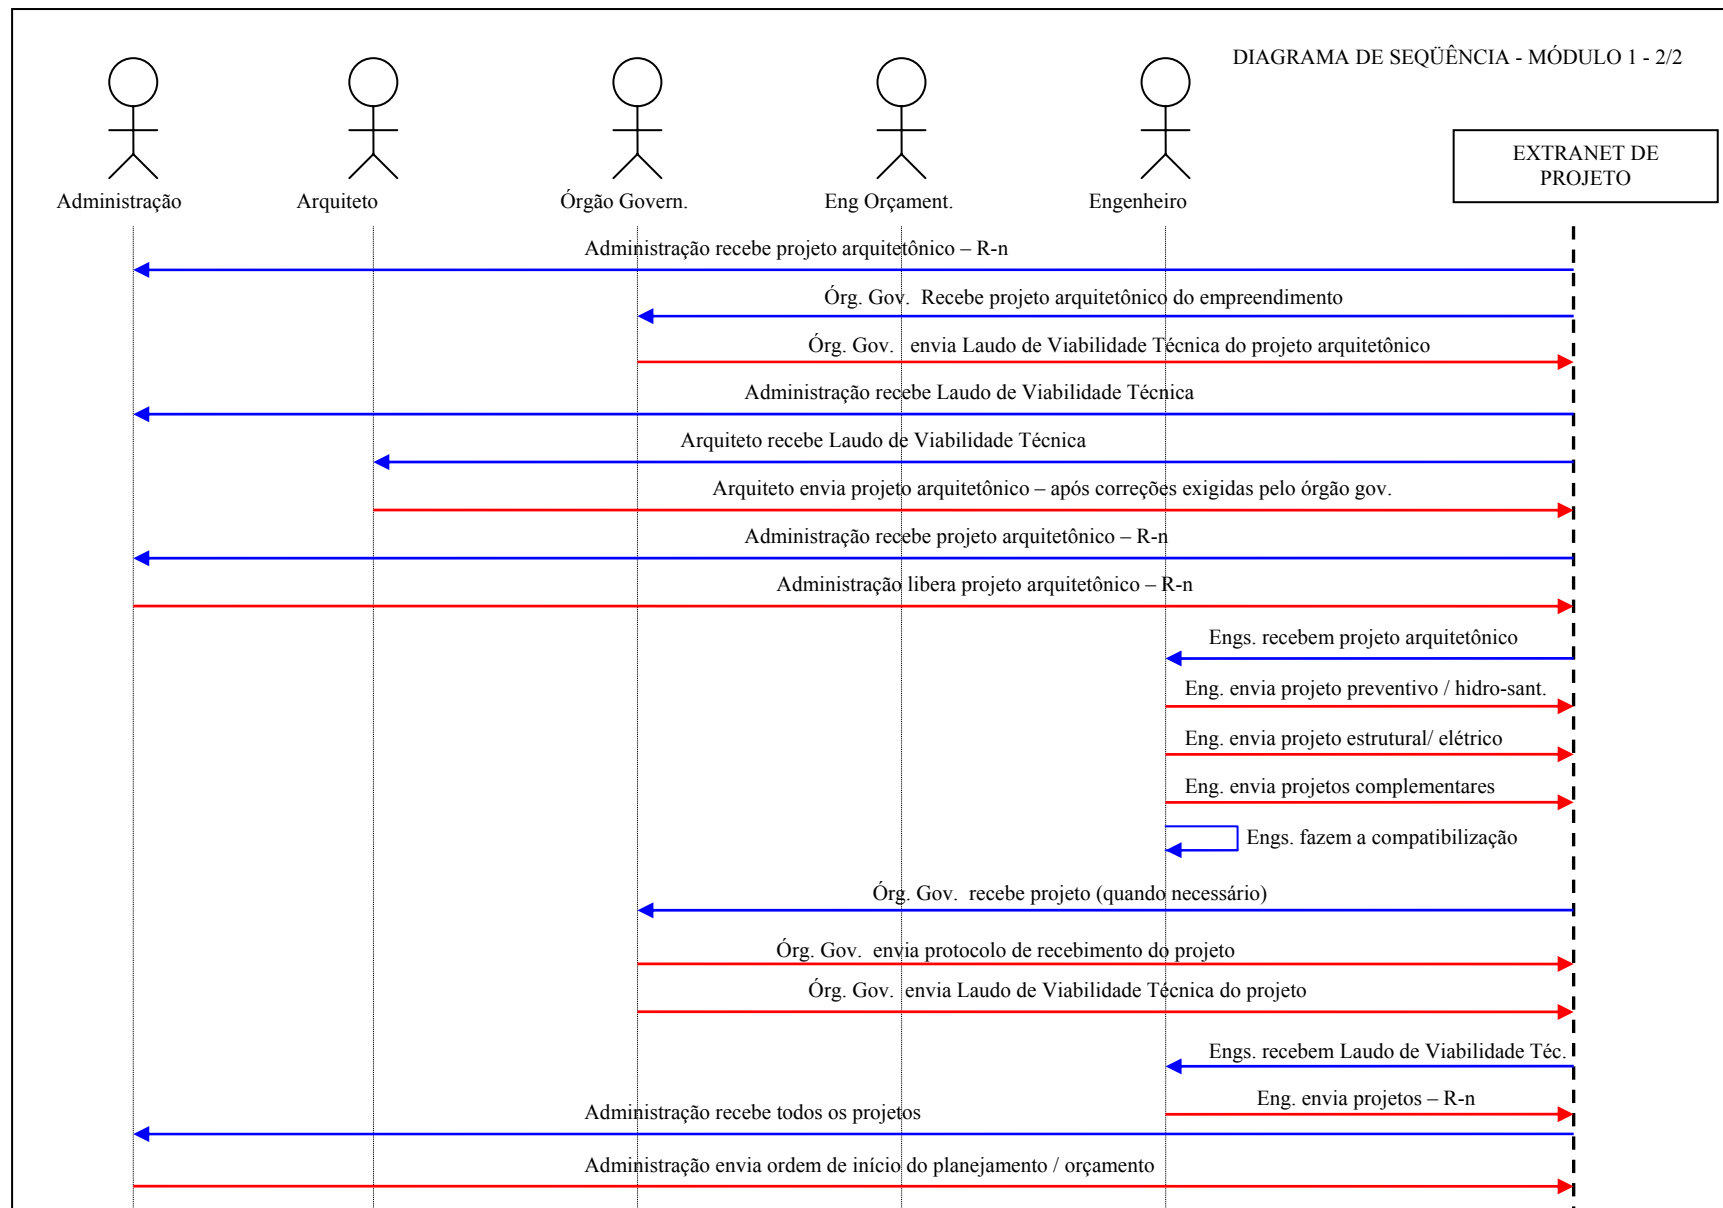 DIAGRAMA DE SEQÜÊNCIA - MÓDULO 1 - 2/2
EXTRANET DE
PROJETO
Administração
Arquiteto
Órgão Govern.
Eng Orçament.
Engenheiro
Administração recebe projeto arquitetônico – R-n
Órg. Gov. Recebe projeto arquitetônico do empreendimento
Órg. Gov. envia Laudo de Viabilidade Técnica do projeto arquitetônico
Administração recebe Laudo de Viabilidade Técnica
Arquiteto recebe Laudo de Viabilidade Técnica
Arquiteto envia projeto arquitetônico – após correções exigidas pelo órgão gov.
Administração recebe projeto arquitetônico – R-n
Administração libera projeto arquitetônico – R-n
Engs. recebem projeto arquitetônico
Eng. envia projeto preventivo / hidro-sant.
Eng. envia projeto estrutural/ elétrico
Eng. envia projetos complementares
Engs. fazem a compatibilização
Órg. Gov. recebe projeto (quando necessário)
Órg. Gov. envia protocolo de recebimento do projeto
Órg. Gov. envia Laudo de Viabilidade Técnica do projeto
Engs. recebem Laudo de Viabilidade Téc.
Eng. envia projetos – R-n
Administração recebe todos os projetos
Administração envia ordem de início do planejamento / orçamento